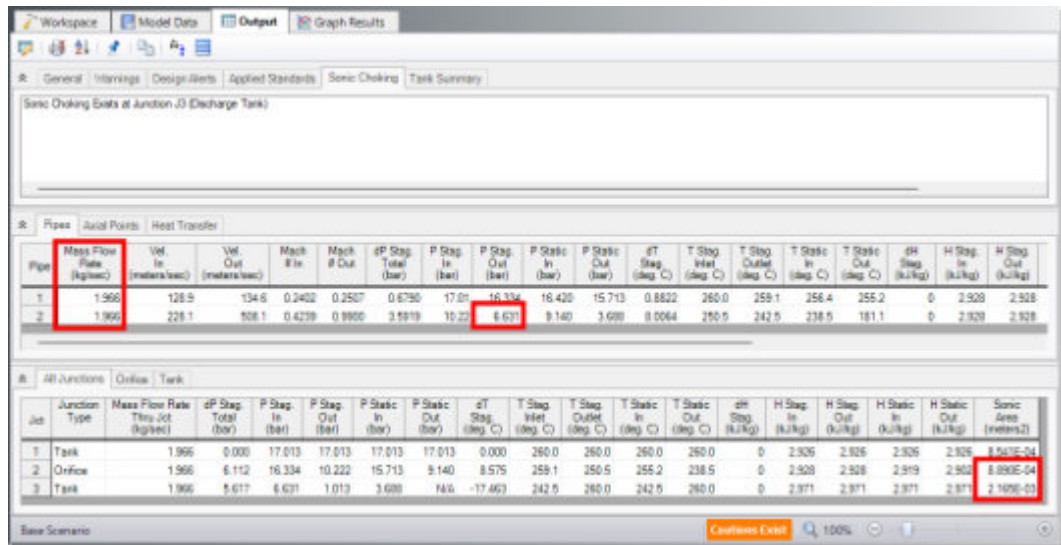 Workspace Model Data Output Graph Results
General Warnings Design Alerts Applied Standards Sonic Choking Tank Summary
Sonic Choking Exists at Junction J3 (Discharge Tank)
Pipes Axial Points Heat Transfer
Pipe Mass Flow Rate (kg/sec) Vel. In (meters/sec) Vel. Out (meters/sec) Mach # In Mach # Out dP Stag. Total (bar) P Stag. In (bar) P Stag. Out (bar) P Static In (bar) P Static Out (bar) dT Stag. (deg. C) T Stag. Inlet (deg. C) T Stag. Outlet (deg. C) T Static In (deg. C) T Static Out (deg. C) dH Stag. (kJ/kg) H Stag. In (kJ/kg) H Stag. Out (kJ/kg)
1 1.966 128.9 134.6 0.2402 0.2507 0.6790 17.01 16.334 16.420 15.713 0.8822 260.0 259.1 256.4 255.2 0 2,928 2,928
2 1.966 228.1 508.1 0.4239 0.9900 3.5919 10.22 6.631 9.140 3.688 8.0064 250.5 242.5 238.5 181.1 0 2,928 2,928
All Junctions Orifice Tank
Jct Junction Type Mass Flow Rate Thru Jct (kg/sec) dP Stag. Total (bar) P Stag. In (bar) P Stag. Out (bar) P Static In (bar) P Static Out (bar) dT Stag. (deg. C) T Stag. Inlet (deg. C) T Stag. Outlet (deg. C) T Static In (deg. C) T Static Out (deg. C) dH Stag. (kJ/kg) H Stag. In (kJ/kg) H Stag. Out (kJ/kg) H Static In (kJ/kg) H Static Out (kJ/kg) Sonic Area (meters2)
1 Tank 1.966 0.000 17.013 17.013 17.013 17.013 0.000 260.0 260.0 260.0 260.0 0 2,926 2,926 2,926 2,926 8.541E-04
2 Orifice 1.966 6.112 16.334 10.222 15.713 9.140 8.575 259.1 250.5 255.2 238.5 0 2,928 2,928 2,919 2,902 8.890E-04
3 Tank 1.966 5.617 6.631 1.013 3.688 N/A -17.463 242.5 260.0 242.5 260.0 0 2,971 2,971 2,971 2,971 2.165E-03
Base Scenario Cautions Exist 100%